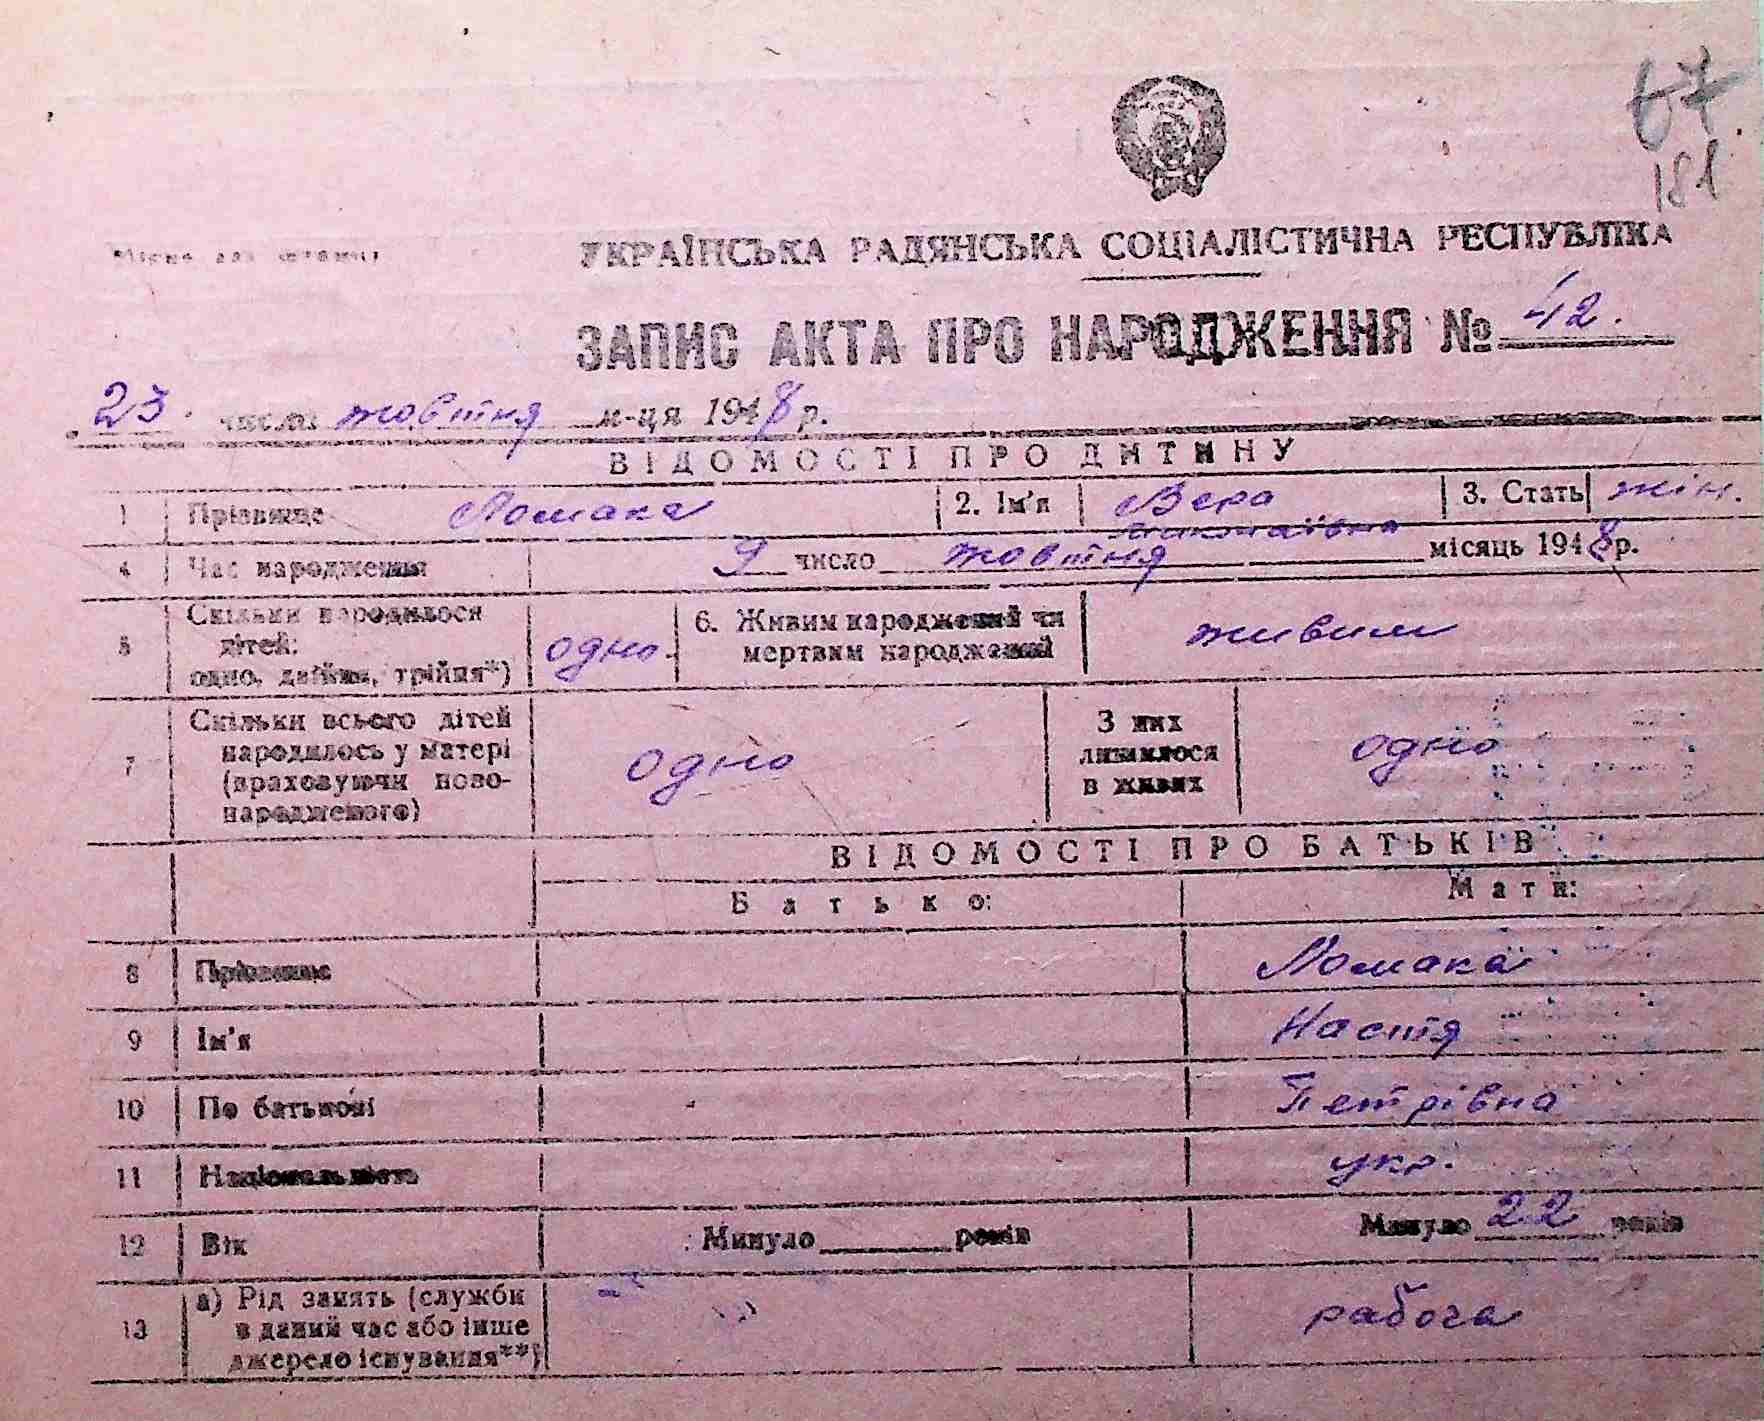 67
181
Місце для штампу
УКРАЇНСЬКА РАДЯНСЬКА СОЦІАЛІСТИЧНА РЕСПУБЛІКА
ЗАПИС АКТА ПРО НАРОДЖЕННЯ № 42.
23. числа жовтня м-ця 1948 р.
ВІДОМОСТІ ПРО ДИТИНУ
1 Прізвище Ломака 2. Ім'я Вера 3. Стать жін.
4 Час народження 9 число жовтня місяць 1948 р.
5 Скільки народилося
дітей:
одно, двійня, трійня*)
одно.
6. Живим народжений чи
мертвим народжений
живим
7 Скільки всього дітей
народилось у матері
(враховуючи ново-
народженого)
одно
З них
лишилося
в живих
одно
ВІДОМОСТІ ПРО БАТЬКІВ
Батько: Мати:
8 Прізвище Ломака
9 Ім'я Настя
10 По батькові Петрівна
11 Національність укр.
12 Вік Минуло років Минуло 22 років
13 а) Рід занять (служби
в даний час або інше
джерело існування**)
рабоча